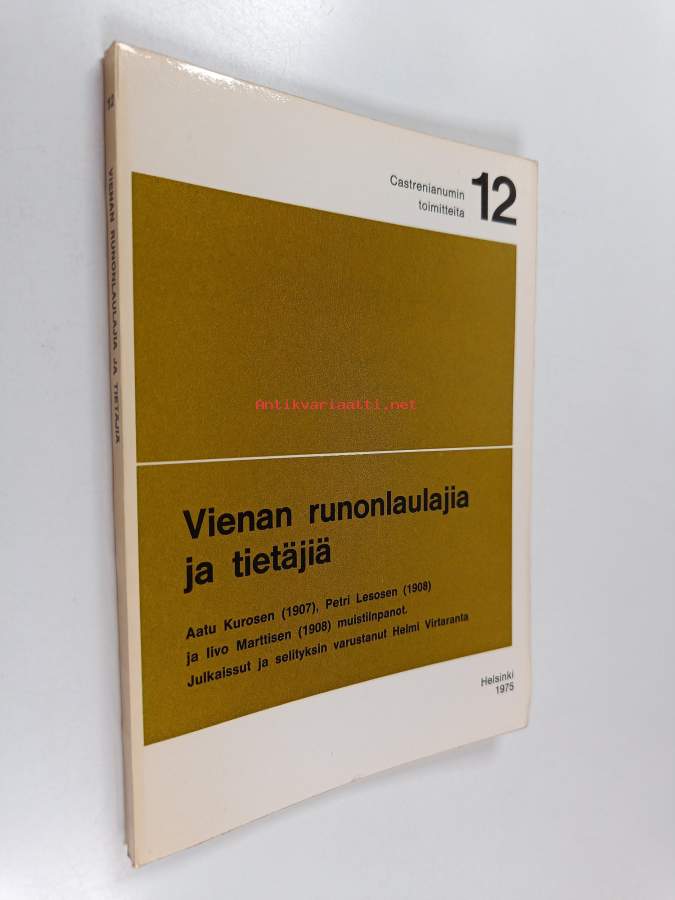 12
VIENAN RUNONLAULAJIA JA TIETÄJIÄ
Castrenianumin
toimitteita
12
Antikvariaatti.net
Vienan runonlaulajia
ja tietäjiä
Aatu Kurosen (1907), Petri Lesosen (1908)
ja Iivo Marttisen (1908) muistiinpanot.
Julkaissut ja selityksin varustanut Helmi Virtaranta
Helsinki
1975